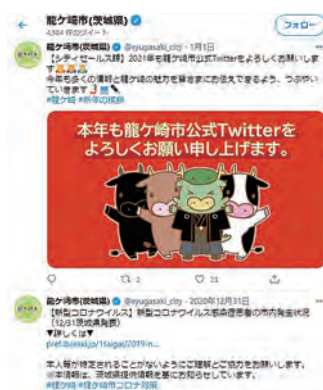 龍ケ崎市(茨城県)
4,984 件のツイート
フォロー
龍ケ崎市(茨城県) @ryugasaki_city・1月1日
【シティセールス課】2021年も龍ケ崎市公式Twitterをよろしくお願いします
今年も多くの情報と龍ケ崎の魅力を皆さまにお伝えできるよう、つぶやいていきます
#龍ケ崎 #新年の挨拶
本年も龍ケ崎市公式Twitterを
よろしくお願い申し上げます。
2
21
龍ケ崎市(茨城県) @ryugasaki_city・2020年12月31日
【新型コロナウイルス】新型コロナウイルス感染症患者の市内発生状況
(12/31茨城県発表)
▼詳しくは▼
pref.ibaraki.jp/1saigai/2019-n...
本人等が特定されることがないようにご理解とご協力をお願いします。
※本情報は、茨城県提供情報を基にお知らせしています。
#龍ケ崎 #龍ケ崎市コロナ対策